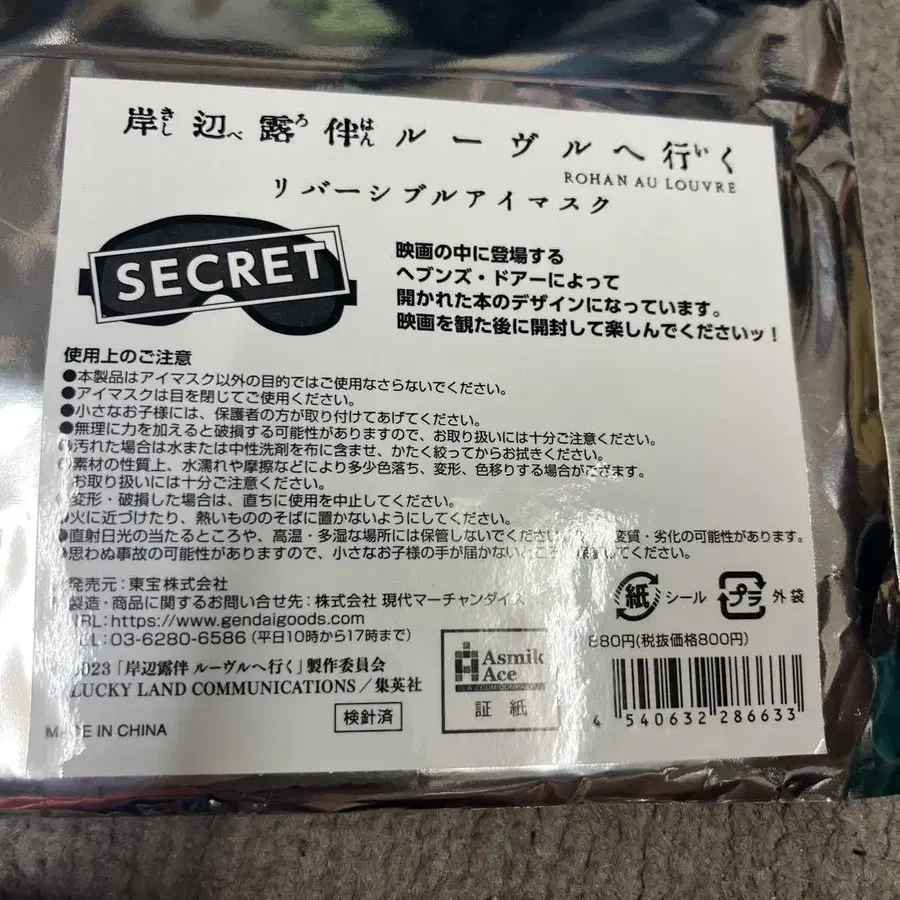 岸辺露伴ルーヴルへ行く
きし べ ろ はん い
ROHAN AU LOUVRE
リバーシブルアイマスク
SECRET
映画の中に登場する
ヘブンズ・ドアーによって
開かれた本のデザインになっています。
映画を観た後に開封して楽しんでくださいッ!
使用上のご注意
●本製品はアイマスク以外の目的ではご使用なさらないでください。
●アイマスクは目を閉じてご使用ください。
●小さなお子様には、保護者の方が取り付けてあげてください。
●無理に力を加えると破損する可能性がありますので、お取り扱いには十分ご注意ください。
●汚れた場合は水または中性洗剤を布に含ませ、かたく絞ってからお拭きください。
●素材の性質上、水濡れや摩擦などにより多少色落ち、変形、色移りする場合がございます。
お取り扱いには十分ご注意ください。
●変形・破損した場合は、直ちに使用を中止してください。
●火に近づけたり、熱いもののそばに置かないようにしてください。
●直射日光の当たるところや、高温・多湿な場所には保管しないでください。変質・劣化の可能性があります。
●思わぬ事故の可能性がありますので、小さなお子様の手が届かないところ
してください。
発売元:東宝株式会社
製造・商品に関するお問い合せ先:株式会社 現代マーチャンダイス
URL:https://www.gendaigoods.com
TEL:03-6280-6586 (平日10時から17時まで)
2023「岸辺露伴 ルーヴルへ行く」製作委員会
LUCKY LAND COMMUNICATIONS/集英社
検針済
MADE IN CHINA
紙 シール
プラ 外袋
880円(税抜価格800円)
Asmik
Ace
証紙
4 540632 286633